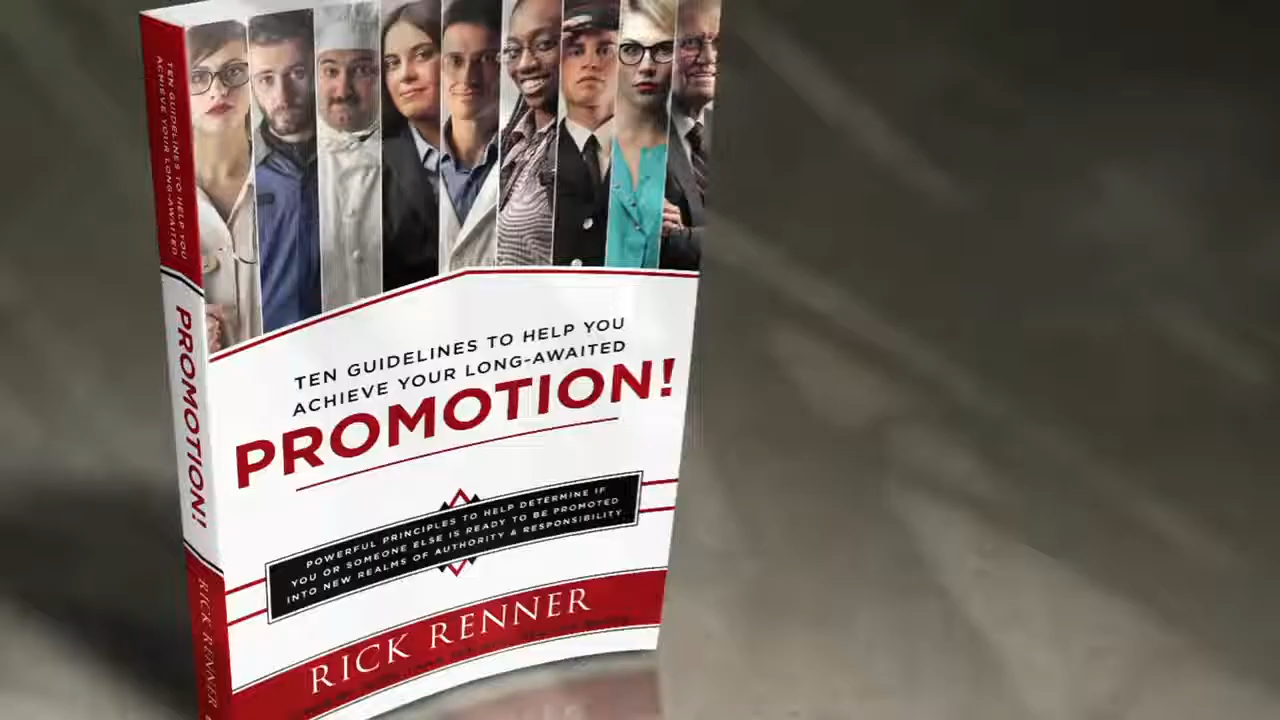 TEN GUIDELINES TO HELP YOU
ACHIEVE YOUR LONG-AWAITED
PROMOTION!
RICK RENNER
TEN GUIDELINES TO HELP YOU
ACHIEVE YOUR LONG-AWAITED
PROMOTION!
POWERFUL PRINCIPLES TO HELP DETERMINE IF
YOU OR SOMEONE ELSE IS READY TO BE PROMOTED
INTO NEW REALMS OF AUTHORITY & RESPONSIBILITY
RICK RENNER